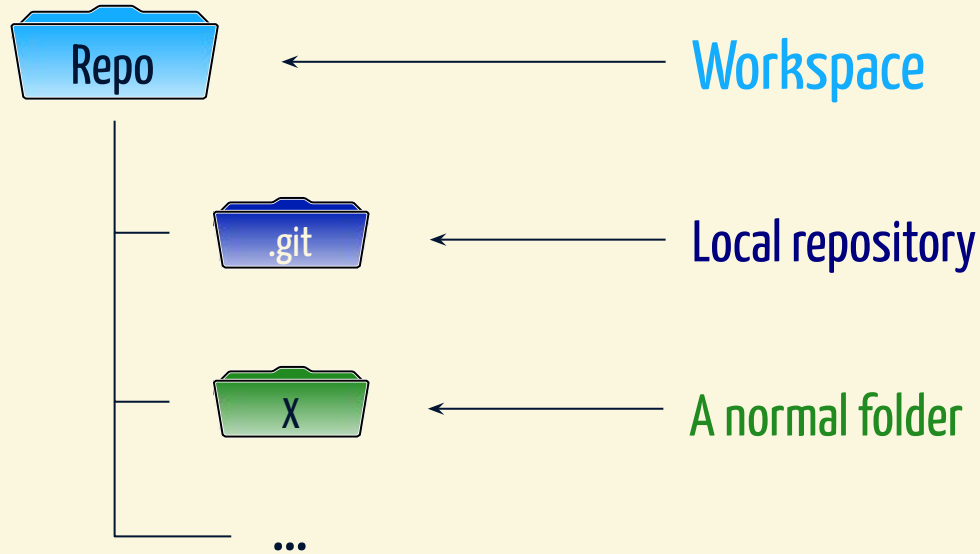 Repo
Workspace
.git
Local repository
X
A normal folder
...